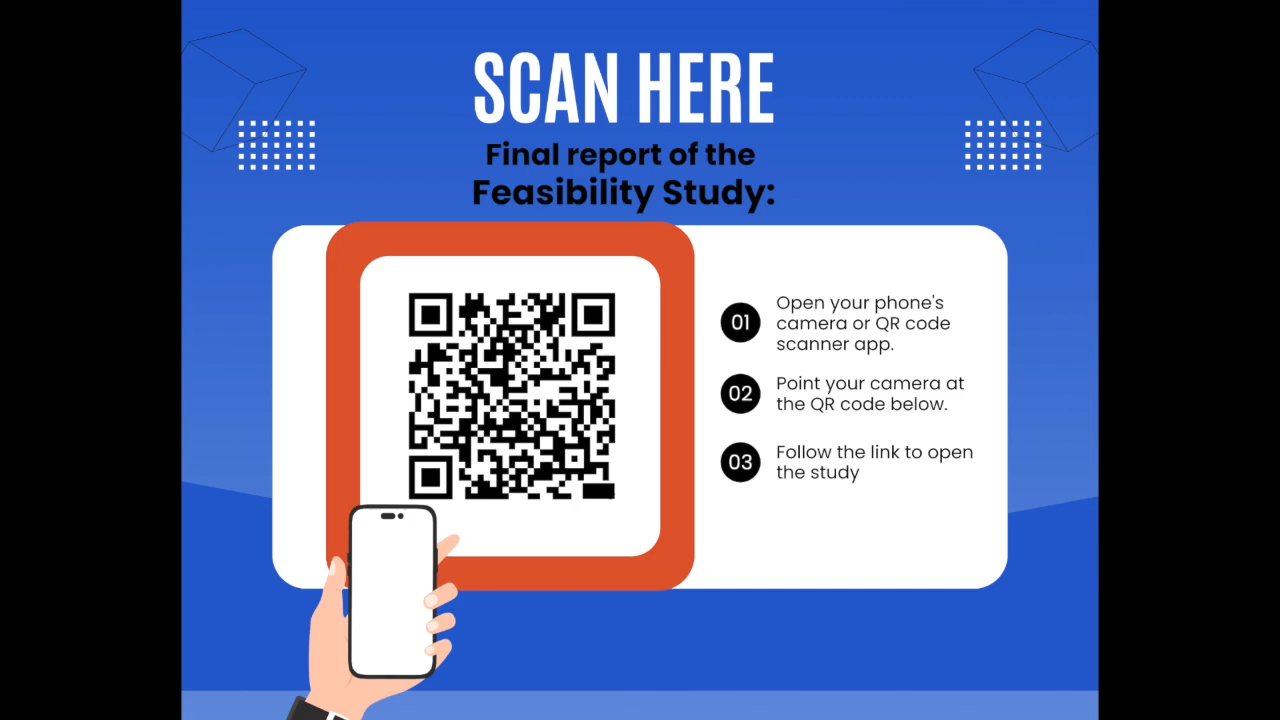 SCAN HERE
Final report of the
Feasibility Study:
01
Open your phone's
camera or QR code
scanner app.
02
Point your camera at
the QR code below.
03
Follow the link to open
the study